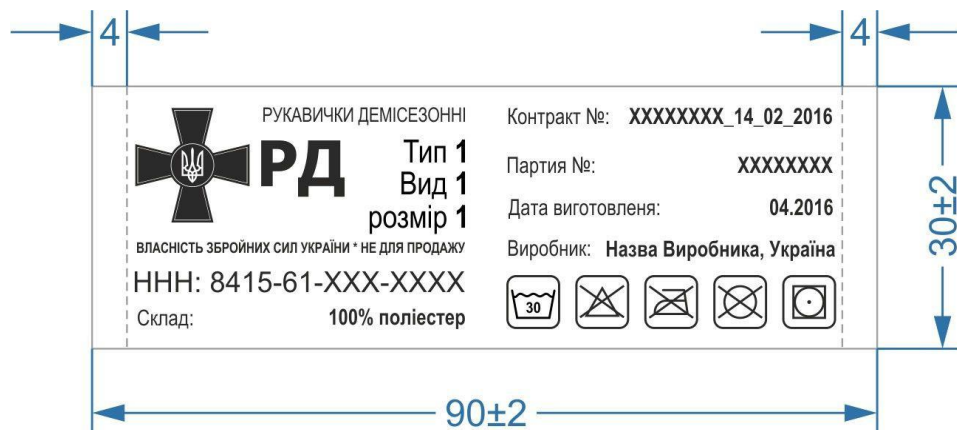 4
4
РУКАВИЧКИ ДЕМІСЕЗОННІ
РД
Тип 1
Вид 1
розмір 1
ВЛАСНІСТЬ ЗБРОЙНИХ СИЛ УКРАЇНИ * НЕ ДЛЯ ПРОДАЖУ
ННН: 8415-61-XXX-XXXX
Склад: 100% поліестер
Контракт №: XXXXXXXX_14_02_2016
Партия №: XXXXXXXX
Дата виготовленя: 04.2016
Виробник: Назва Виробника, Україна
30
30±2
90±2